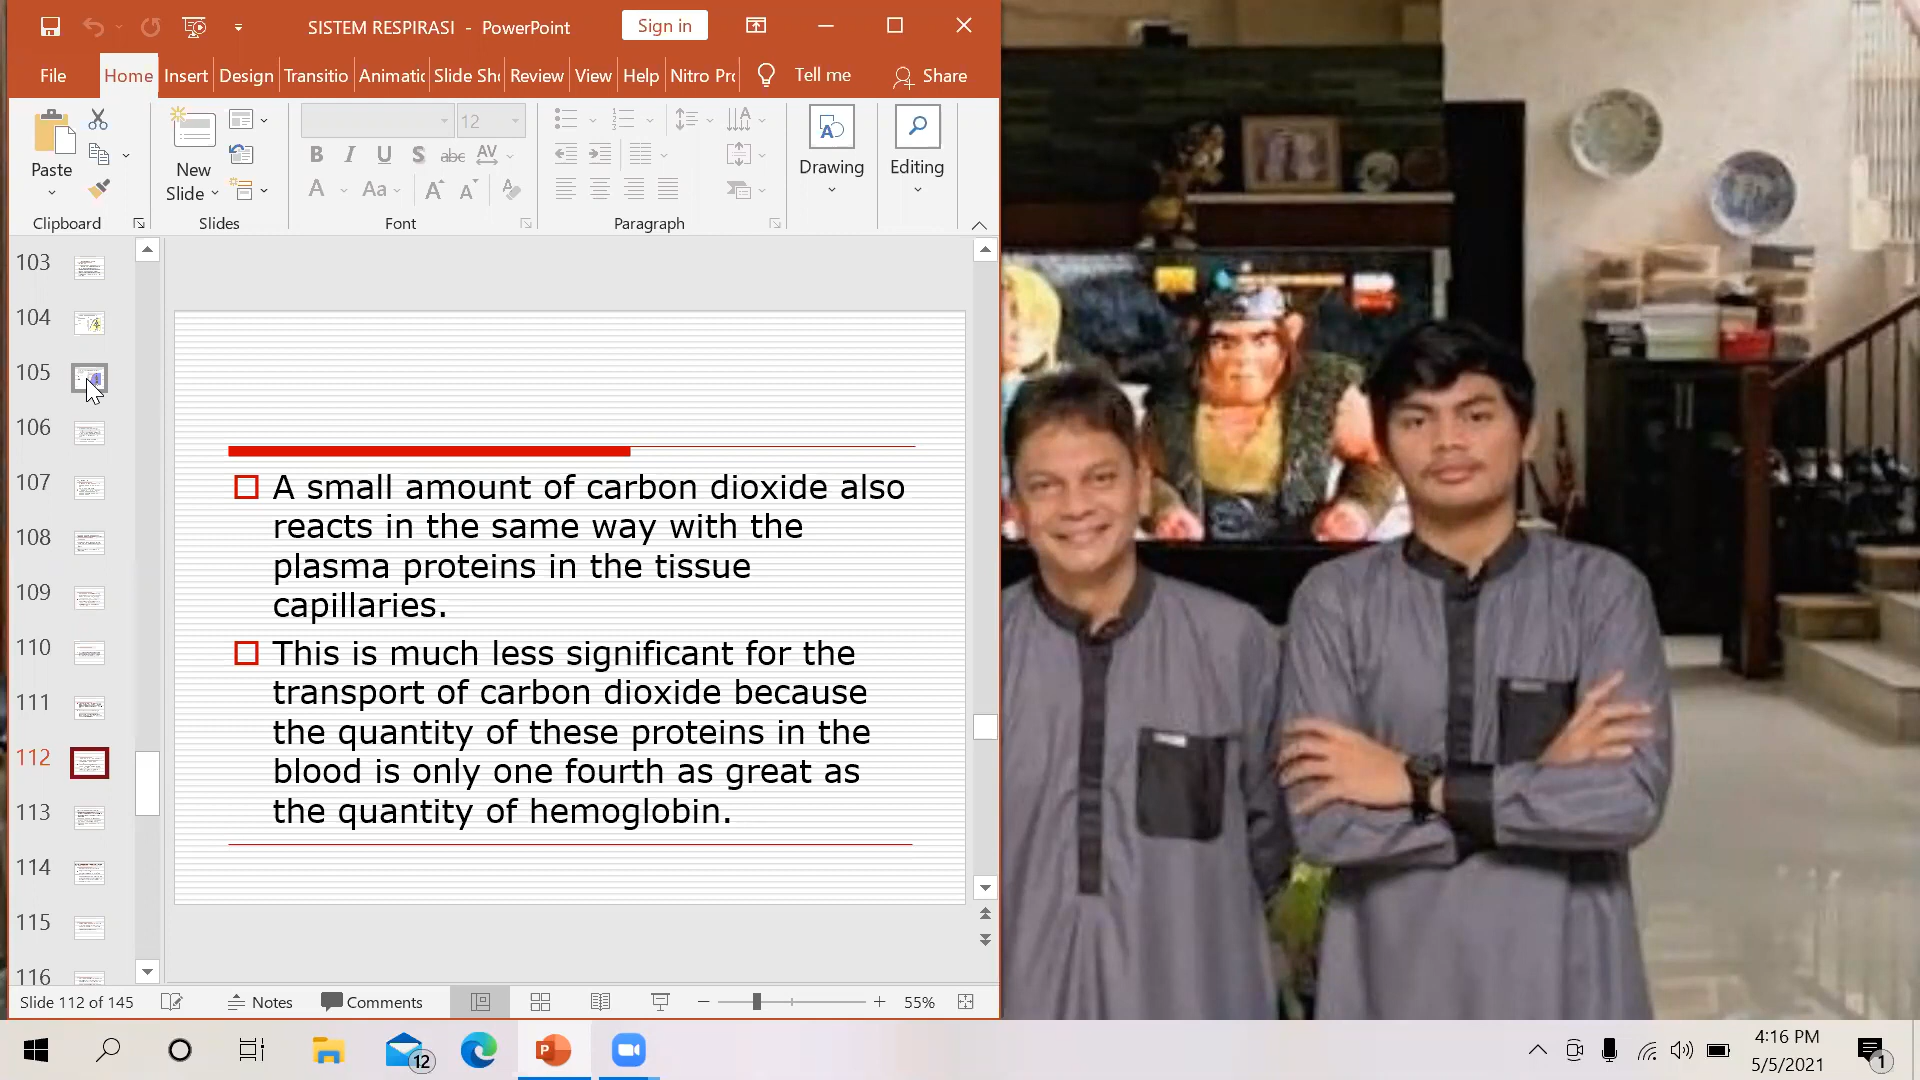 SISTEM RESPIRASI - PowerPoint
Sign in
File Home Insert Design Transitio Animatic Slide Sh Review View Help Nitro Pr Tell me Share
Paste
New
Slide
12
B I U S abc AV
A Aa A A
Drawing
Editing
Clipboard Slides Font Paragraph
103
104
105
106
107
108
109
110
111
112
113
114
115
116
A small amount of carbon dioxide also
reacts in the same way with the
plasma proteins in the tissue
capillaries.
This is much less significant for the
transport of carbon dioxide because
the quantity of these proteins in the
blood is only one fourth as great as
the quantity of hemoglobin.
Slide 112 of 145 Notes Comments 55%
12
4:16 PM
5/5/2021
1